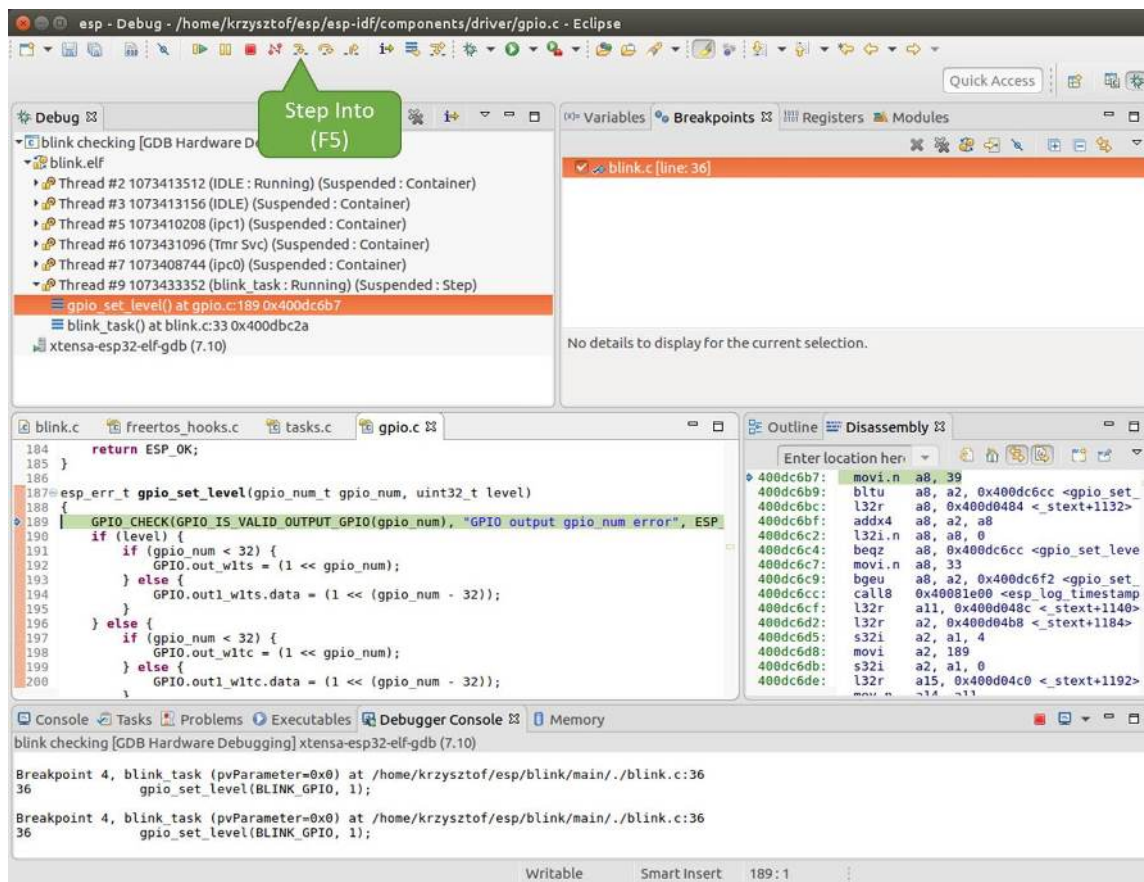 esp - Debug - /home/krzysztof/esp/esp-idf/components/driver/gpio.c - Eclipse
Quick Access
Step Into
(F5)
Debug
blink checking [GDB Hardware De
blink.elf
Thread #2 1073413512 (IDLE : Running) (Suspended : Container)
Thread #3 1073413156 (IDLE) (Suspended : Container)
Thread #5 1073410208 (ipc1) (Suspended : Container)
Thread #6 1073431096 (Tmr Svc) (Suspended : Container)
Thread #7 1073408744 (ipc0) (Suspended : Container)
Thread #9 1073433352 (blink_task : Running) (Suspended : Step)
gpio_set_level() at gpio.c:189 0x400dc6b7
blink_task() at blink.c:33 0x400dbc2a
xtensa-esp32-elf-gdb (7.10)
(x)= Variables Breakpoints Registers Modules
blink.c [line: 36]
No details to display for the current selection.
blink.c freertos_hooks.c tasks.c gpio.c
184 return ESP_OK;
185 }
186
187 esp_err_t gpio_set_level(gpio_num_t gpio_num, uint32_t level)
188 {
189 GPIO_CHECK(GPIO_IS_VALID_OUTPUT_GPIO(gpio_num), "GPIO output gpio_num error", ESP_
190 if (level) {
191 if (gpio_num < 32) {
192 GPIO.out_w1ts = (1 << gpio_num);
193 } else {
194 GPIO.out1_w1ts.data = (1 << (gpio_num - 32));
195 }
196 } else {
197 if (gpio_num < 32) {
198 GPIO.out_w1tc = (1 << gpio_num);
199 } else {
200 GPIO.out1_w1tc.data = (1 << (gpio_num - 32));
}
Outline Disassembly
Enter location her
400dc6b7: movi.n a8, 39
400dc6b9: bltu a8, a2, 0x400dc6cc <gpio_set_
400dc6bc: l32r a8, 0x400d0484 <_stext+1132>
400dc6bf: addx4 a8, a2, a8
400dc6c2: l32i.n a8, a8, 0
400dc6c4: beqz a8, 0x400dc6cc <gpio_set_leve
400dc6c7: movi.n a8, 33
400dc6c9: bgeu a8, a2, 0x400dc6f2 <gpio_set_
400dc6cc: call8 0x40081e00 <esp_log_timestamp
400dc6cf: l32r a11, 0x400d048c <_stext+1140>
400dc6d2: l32r a2, 0x400d04b8 <_stext+1184>
400dc6d5: s32i a2, a1, 4
400dc6d8: movi a2, 189
400dc6db: s32i a2, a1, 0
400dc6de: l32r a15, 0x400d04c0 <_stext+1192>
mov.n a14, a11
Console Tasks Problems Executables Debugger Console Memory
blink checking [GDB Hardware Debugging] xtensa-esp32-elf-gdb (7.10)
Breakpoint 4, blink_task (pvParameter=0x0) at /home/krzysztof/esp/blink/main/./blink.c:36
36 gpio_set_level(BLINK_GPIO, 1);
Breakpoint 4, blink_task (pvParameter=0x0) at /home/krzysztof/esp/blink/main/./blink.c:36
36 gpio_set_level(BLINK_GPIO, 1);
Writable Smart Insert 189 : 1